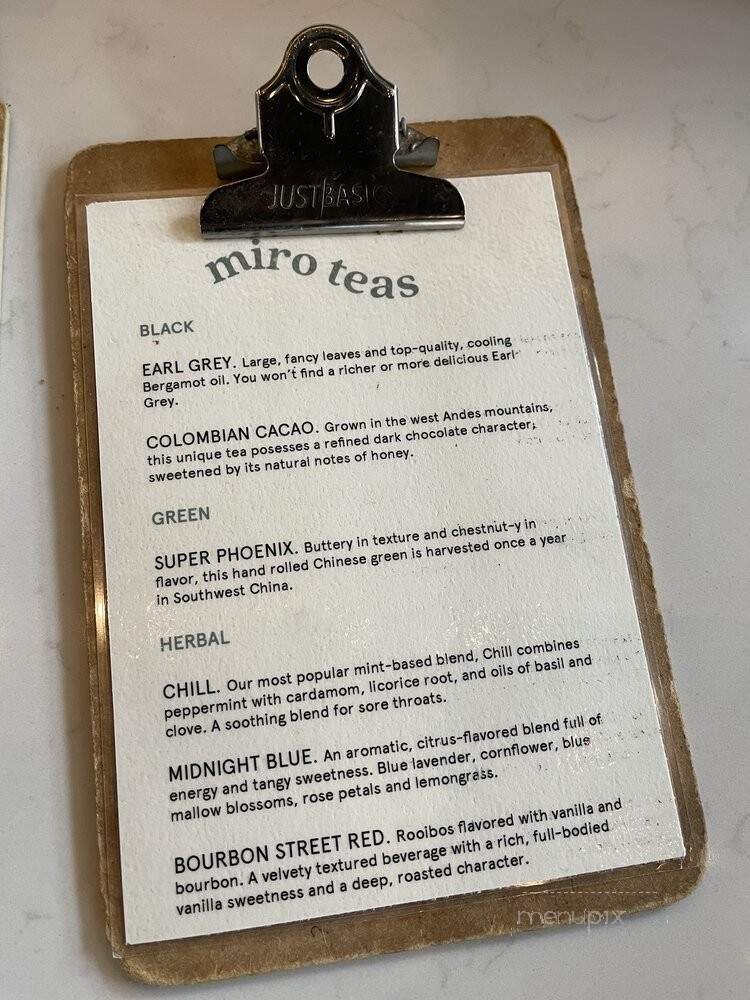 JUSTBASICS
miro teas
BLACK
EARL GREY. Large, fancy leaves and top-quality, cooling
Bergamot oil. You won't find a richer or more delicious Earl
Grey.
COLOMBIAN CACAO. Grown in the west Andes mountains,
this unique tea posesses a refined dark chocolate character,
sweetened by its natural notes of honey.
GREEN
SUPER PHOENIX. Buttery in texture and chestnut-y in
flavor, this hand rolled Chinese green is harvested once a year
in Southwest China.
HERBAL
CHILL. Our most popular mint-based blend, Chill combines
peppermint with cardamom, licorice root, and oils of basil and
clove. A soothing blend for sore throats.
MIDNIGHT BLUE. An aromatic, citrus-flavored blend full of
energy and tangy sweetness. Blue lavender, cornflower, blue
mallow blossoms, rose petals and lemongrass.
BOURBON STREET RED. Rooibos flavored with vanilla and
bourbon. A velvety textured beverage with a rich, full-bodied
vanilla sweetness and a deep, roasted character.
menupix